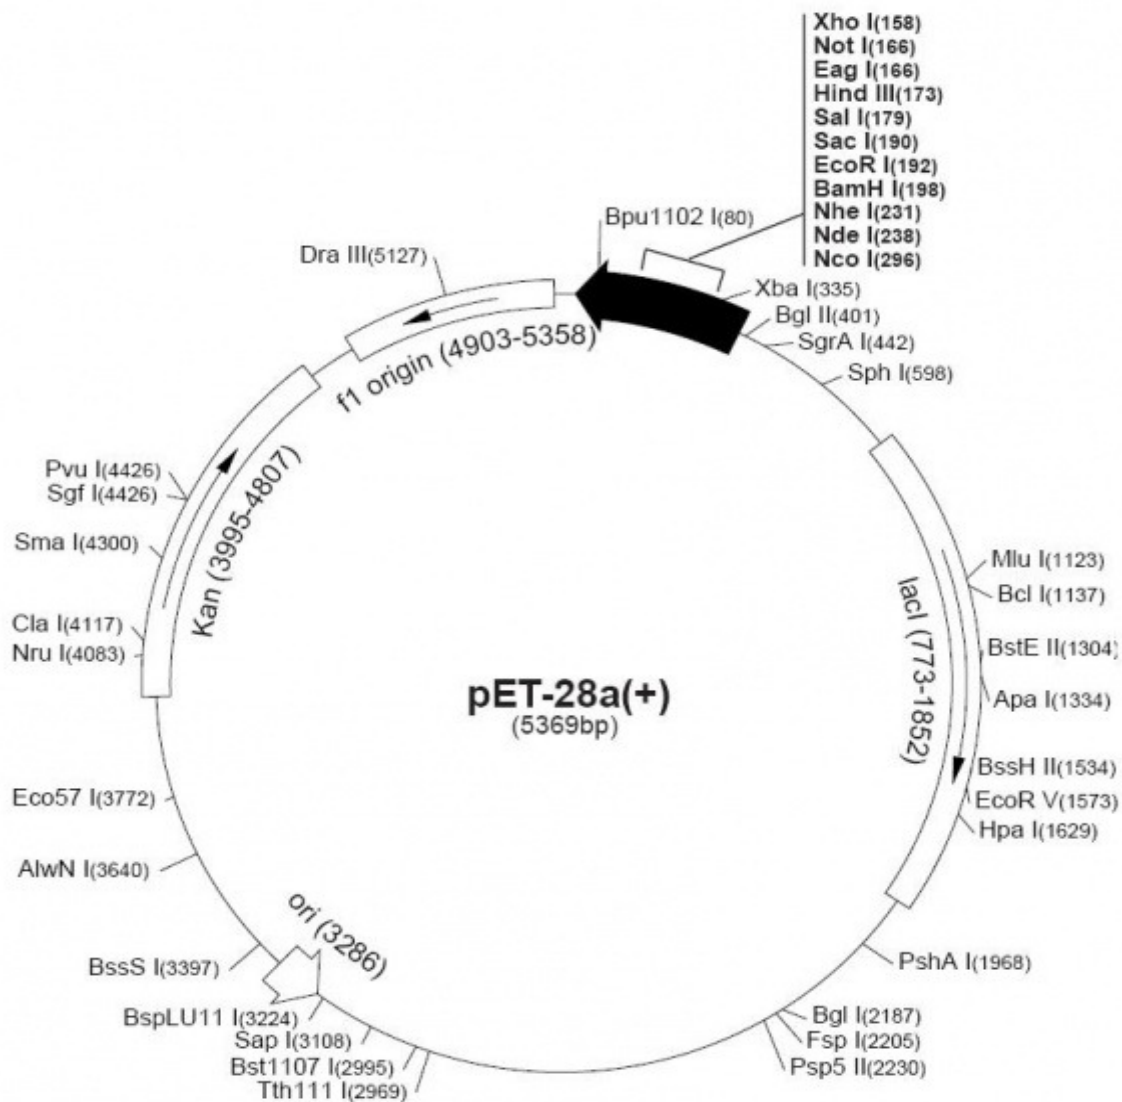 Xho I(158)
Not I(166)
Eag I(166)
Hind III(173)
Sal I(179)
Sac I(190)
EcoR I(192)
BamH I(198)
Nhe I(231)
Nde I(238)
Nco I(296)
Bpu1102 I(80)
Dra III(5127)
Xba I(335)
Bgl II(401)
SgrA I(442)
Sph I(598)
f1 origin (4903-5358)
Pvu I(4426)
Sgf I(4426)
Sma I(4300)
Kan (3995-4807)
Cla I(4117)
Nru I(4083)
lacI (773-1852)
Mlu I(1123)
Bcl I(1137)
BstE II(1304)
Apa I(1334)
BssH II(1534)
EcoR V(1573)
Hpa I(1629)
pET-28a(+)
(5369bp)
Eco57 I(3772)
AlwN I(3640)
ori (3286)
BssS I(3397)
BspLU11 I(3224)
Sap I(3108)
Bst1107 I(2995)
Tth111 I(2969)
PshA I(1968)
Bgl I(2187)
Fsp I(2205)
Psp5 II(2230)